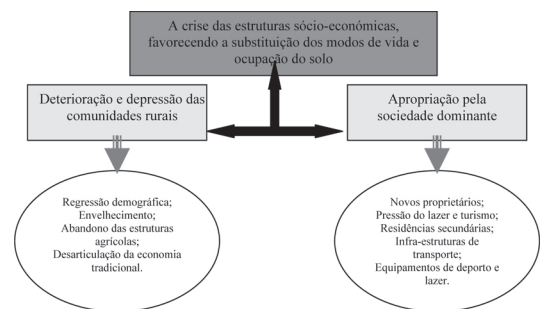 A crise das estruturas sócio-económicas,
favorecendo a substituição dos modos de vida e
ocupação do solo
Deterioração e depressão das
comunidades rurais
Apropriação pela
sociedade dominante
Regressão demográfica;
Envelhecimento;
Abandono das estruturas
agrícolas;
Desarticulação da economia
tradicional.
Novos proprietários;
Pressão do lazer e turismo;
Residências secundárias;
Infra-estruturas de
transporte;
Equipamentos de deporto e
lazer.